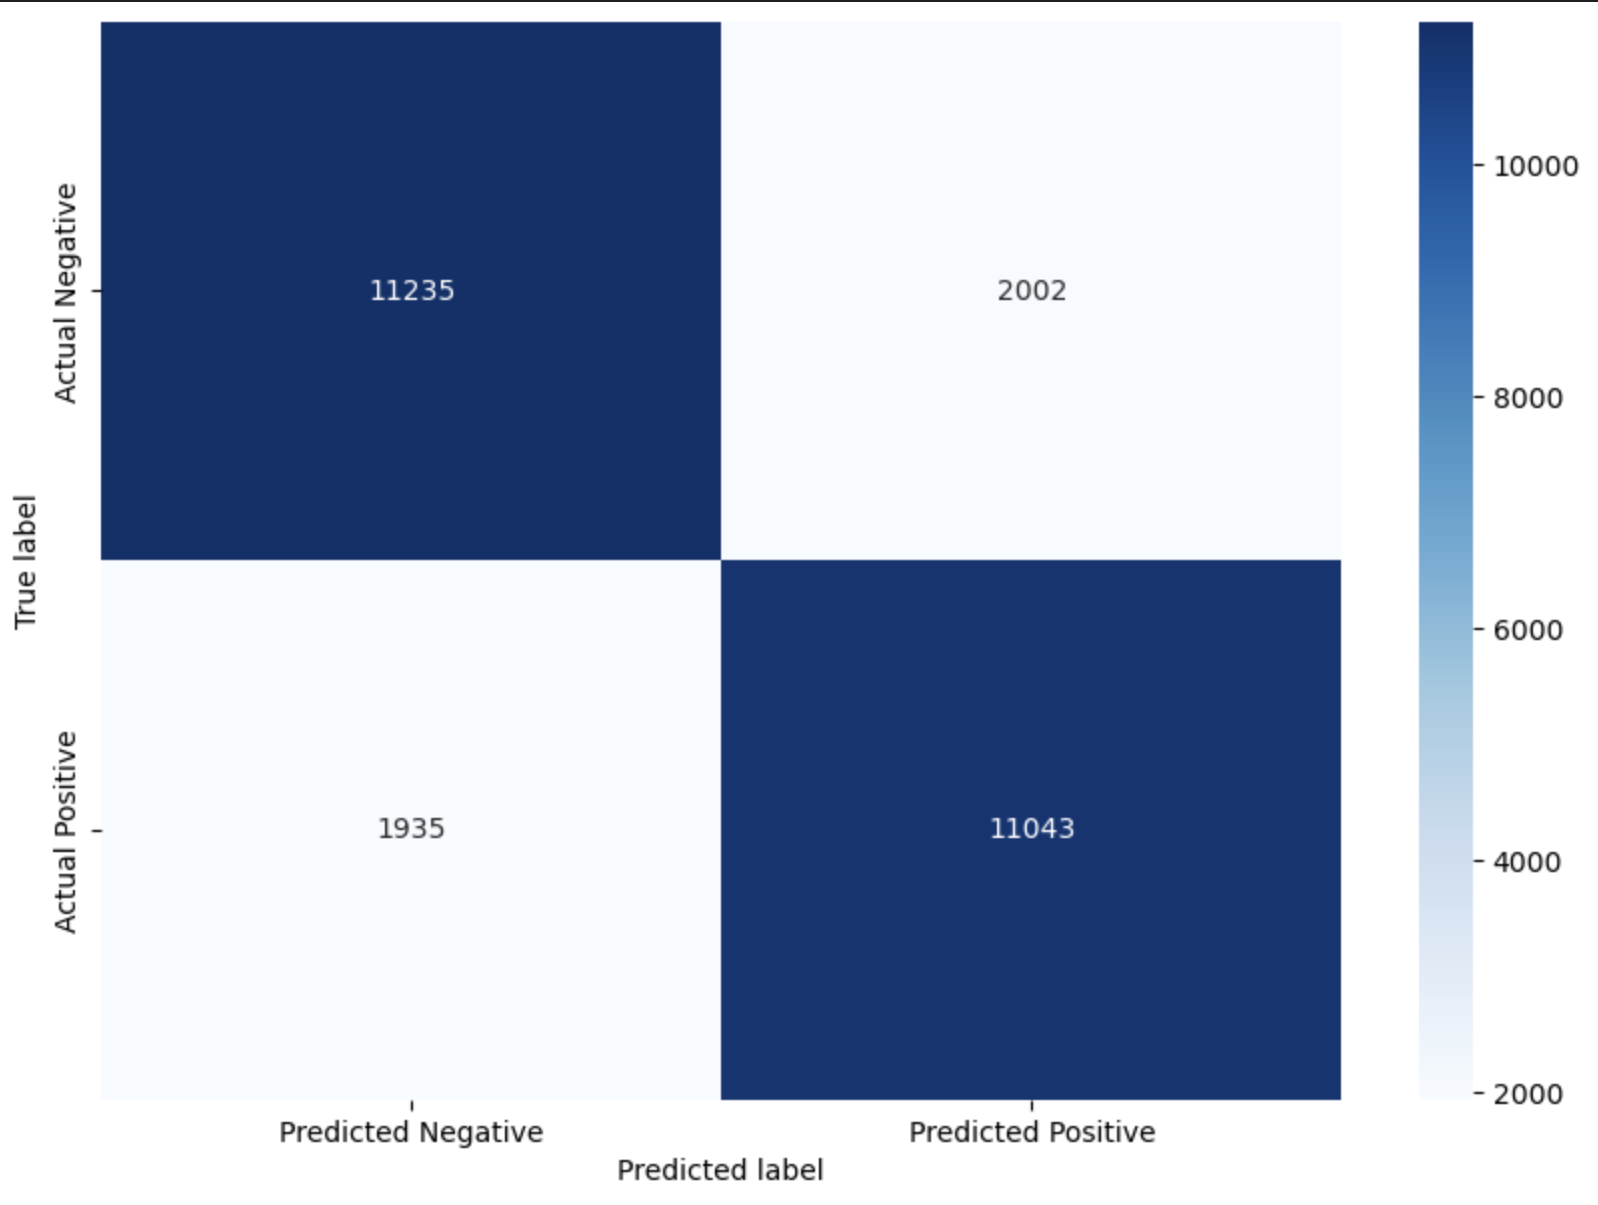 Actual Negative
Actual Positive
True label
11235
2002
1935
11043
Predicted Negative
Predicted Positive
Predicted label
10000
8000
6000
4000
2000